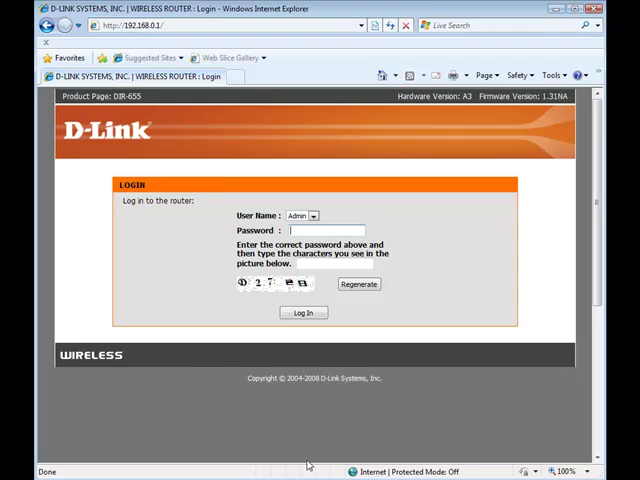 D-LINK SYSTEMS, INC. | WIRELESS ROUTER : Login - Windows Internet Explorer
http://192.168.0.1/
Live Search
x
Favorites Suggested Sites Web Slice Gallery
D-LINK SYSTEMS, INC. | WIRELESS ROUTER : Login
Page Safety Tools »
Product Page: DIR-655 Hardware Version: A3 Firmware Version: 1.31NA
D-Link
LOGIN
Log in to the router:
User Name : Admin
Password :
Enter the correct password above and
then type the characters you see in the
picture below.
Regenerate
Log In
WIRELESS
Copyright © 2004-2008 D-Link Systems, Inc.
Done Internet | Protected Mode: Off 100%